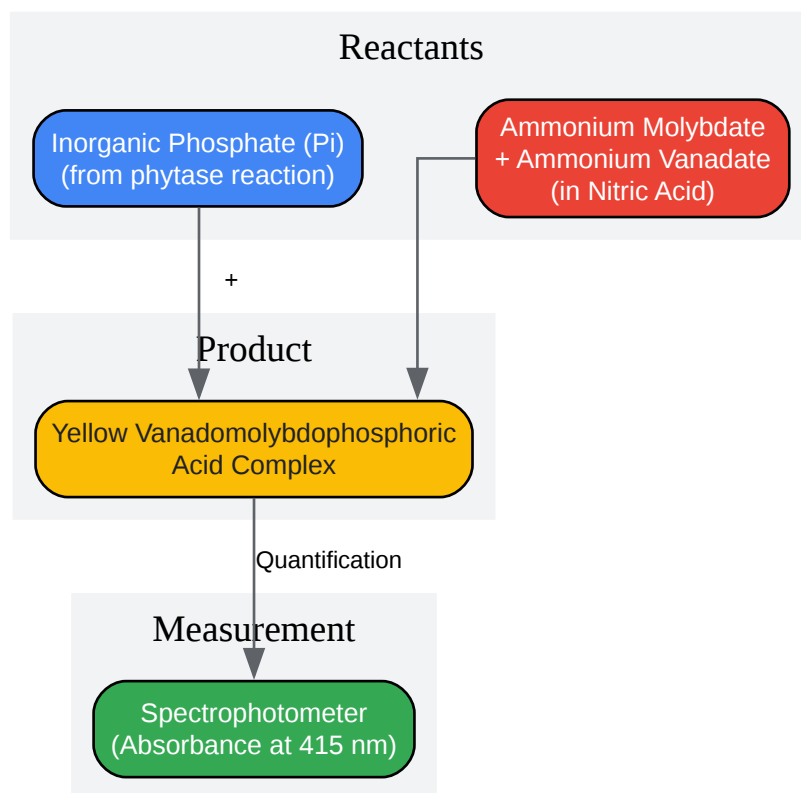 Reactants
Inorganic Phosphate (Pi)
(from phytase reaction)
Ammonium Molybdate
+ Ammonium Vanadate
(in Nitric Acid)
+
Product
Yellow Vanadomolybdophosphoric
Acid Complex
Quantification
Measurement
Spectrophotometer
(Absorbance at 415 nm)